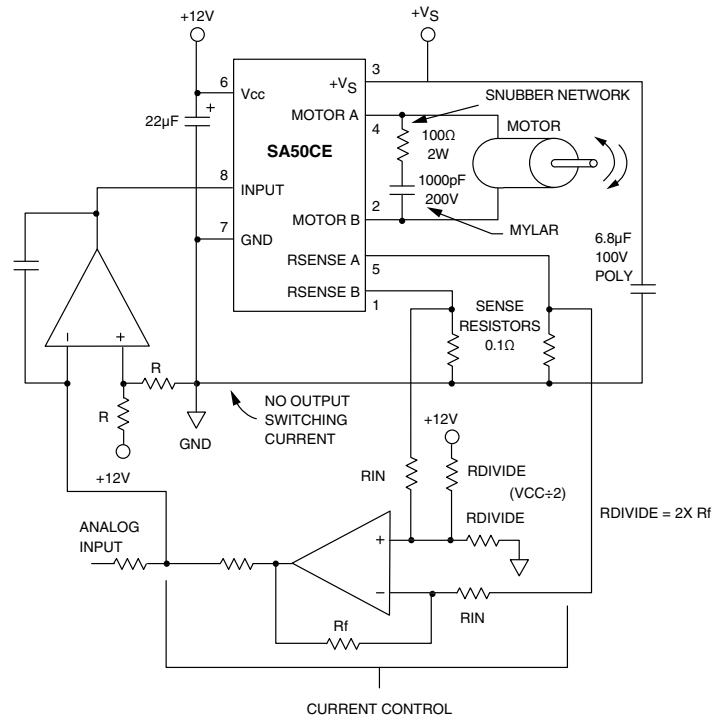 +12V
+VS
6
Vcc
3
+VS
22µF
+
MOTOR A
4
SNUBBER NETWORK
100Ω
2W
MOTOR
SA50CE
8
INPUT
1000pF
200V
2
MOTOR B
7
GND
MYLAR
RSENSE A
5
6.8µF
100V
POLY
RSENSE B
1
SENSE
RESISTORS
0.1Ω
–
+
R
R
+12V
GND
NO OUTPUT
SWITCHING
CURRENT
+12V
RIN
RDIVIDE
(VCC÷2)
RDIVIDE
RDIVIDE = 2X Rf
ANALOG
INPUT
+
–
RIN
Rf
CURRENT CONTROL